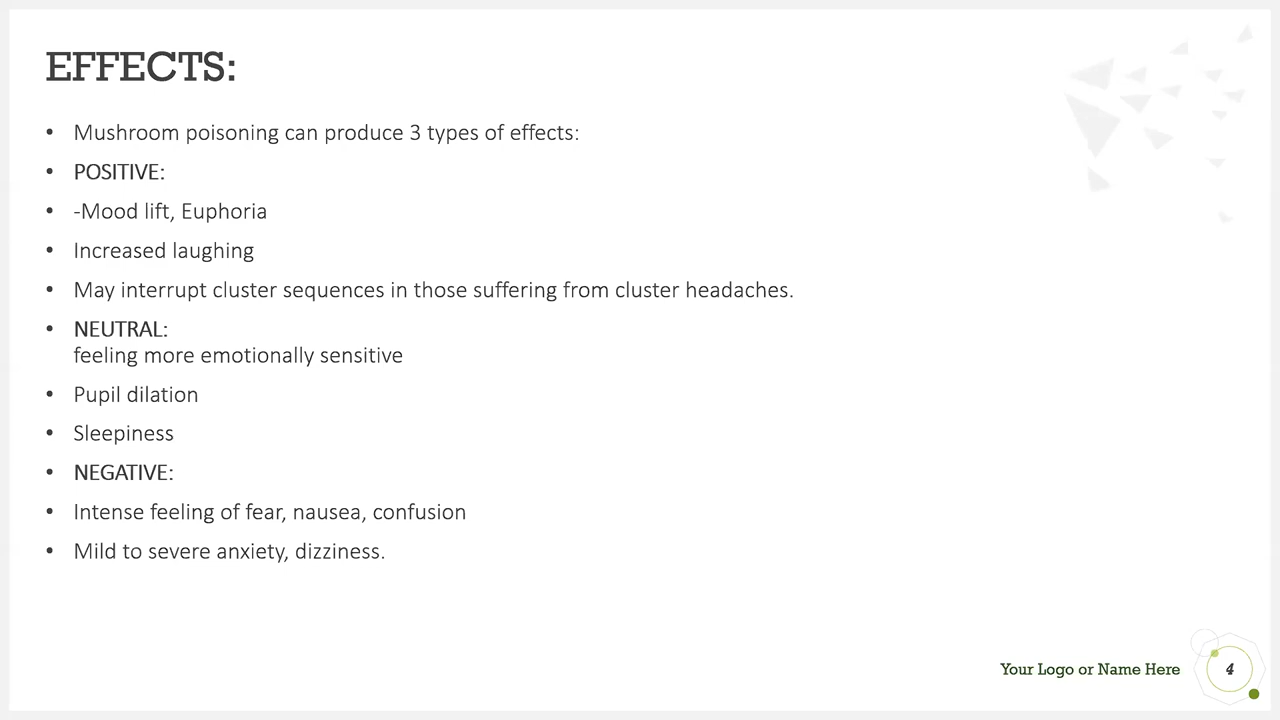 EFFECTS:
• Mushroom poisoning can produce 3 types of effects:
• POSITIVE:
• -Mood lift, Euphoria
• Increased laughing
• May interrupt cluster sequences in those suffering from cluster headaches.
• NEUTRAL:
feeling more emotionally sensitive
• Pupil dilation
• Sleepiness
• NEGATIVE:
• Intense feeling of fear, nausea, confusion
• Mild to severe anxiety, dizziness.
Your Logo or Name Here
4